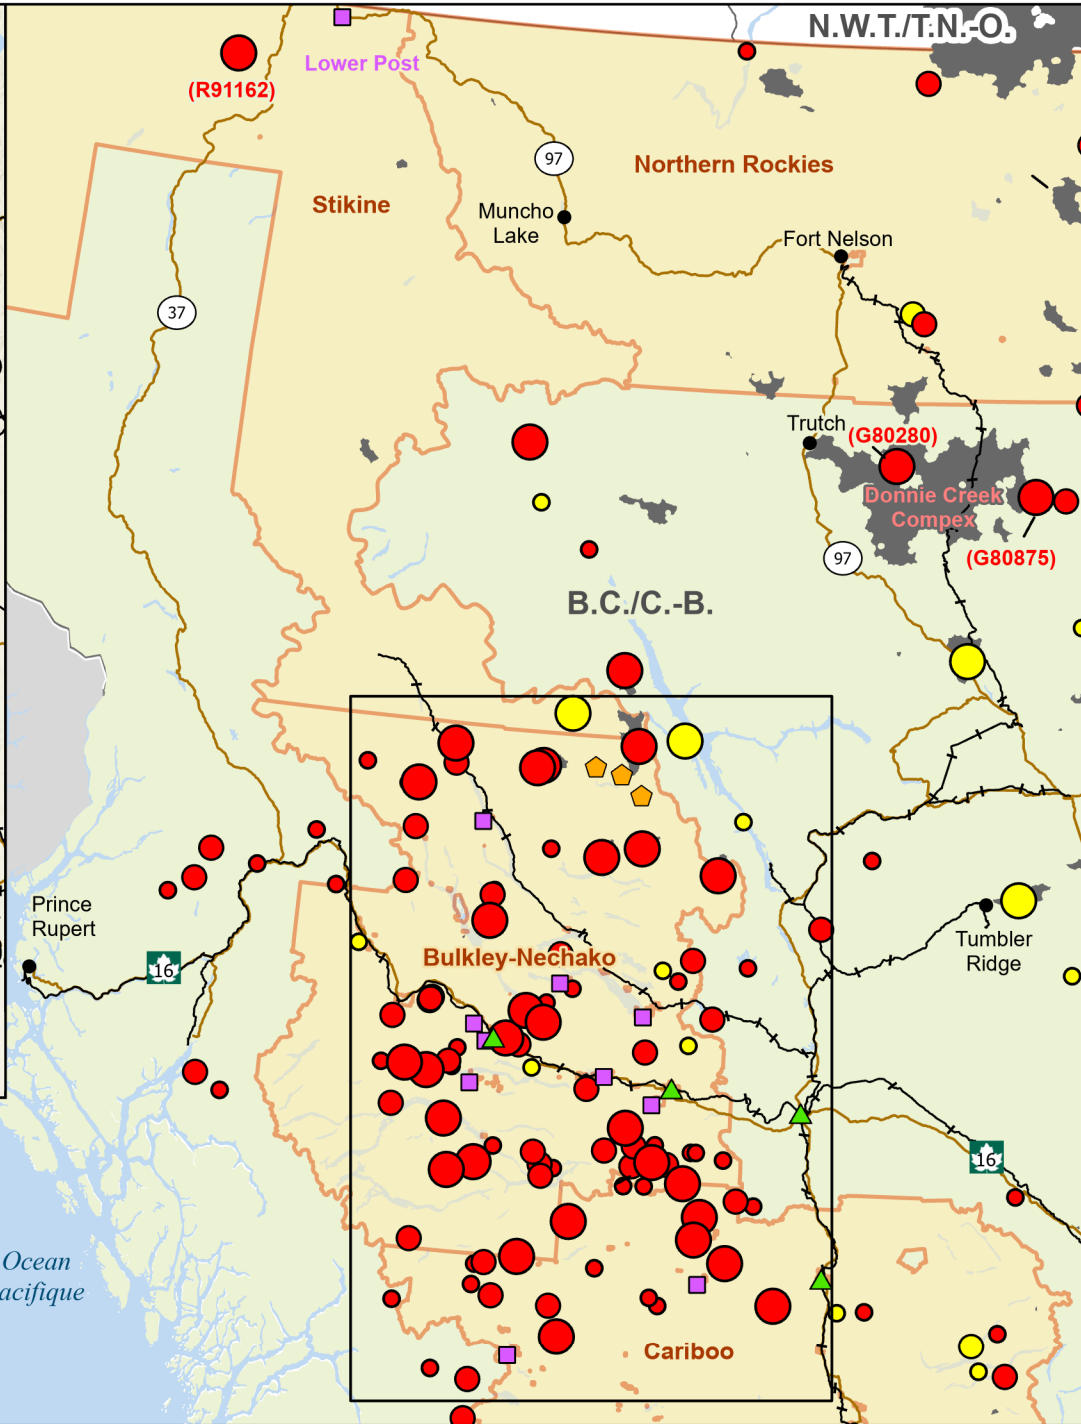 N.W.T./T.N.-O.
Lower Post
(R91162)
97
Northern Rockies
Stikine
Muncho
Lake
Fort Nelson
37
Trutch
(G80280)
Donnie Creek
Compex
97
(G80875)
B.C./C.-B.
Prince
Rupert
16
Tumbler
Ridge
Bulkley-Nechako
16
Ocean
acifique
Cariboo